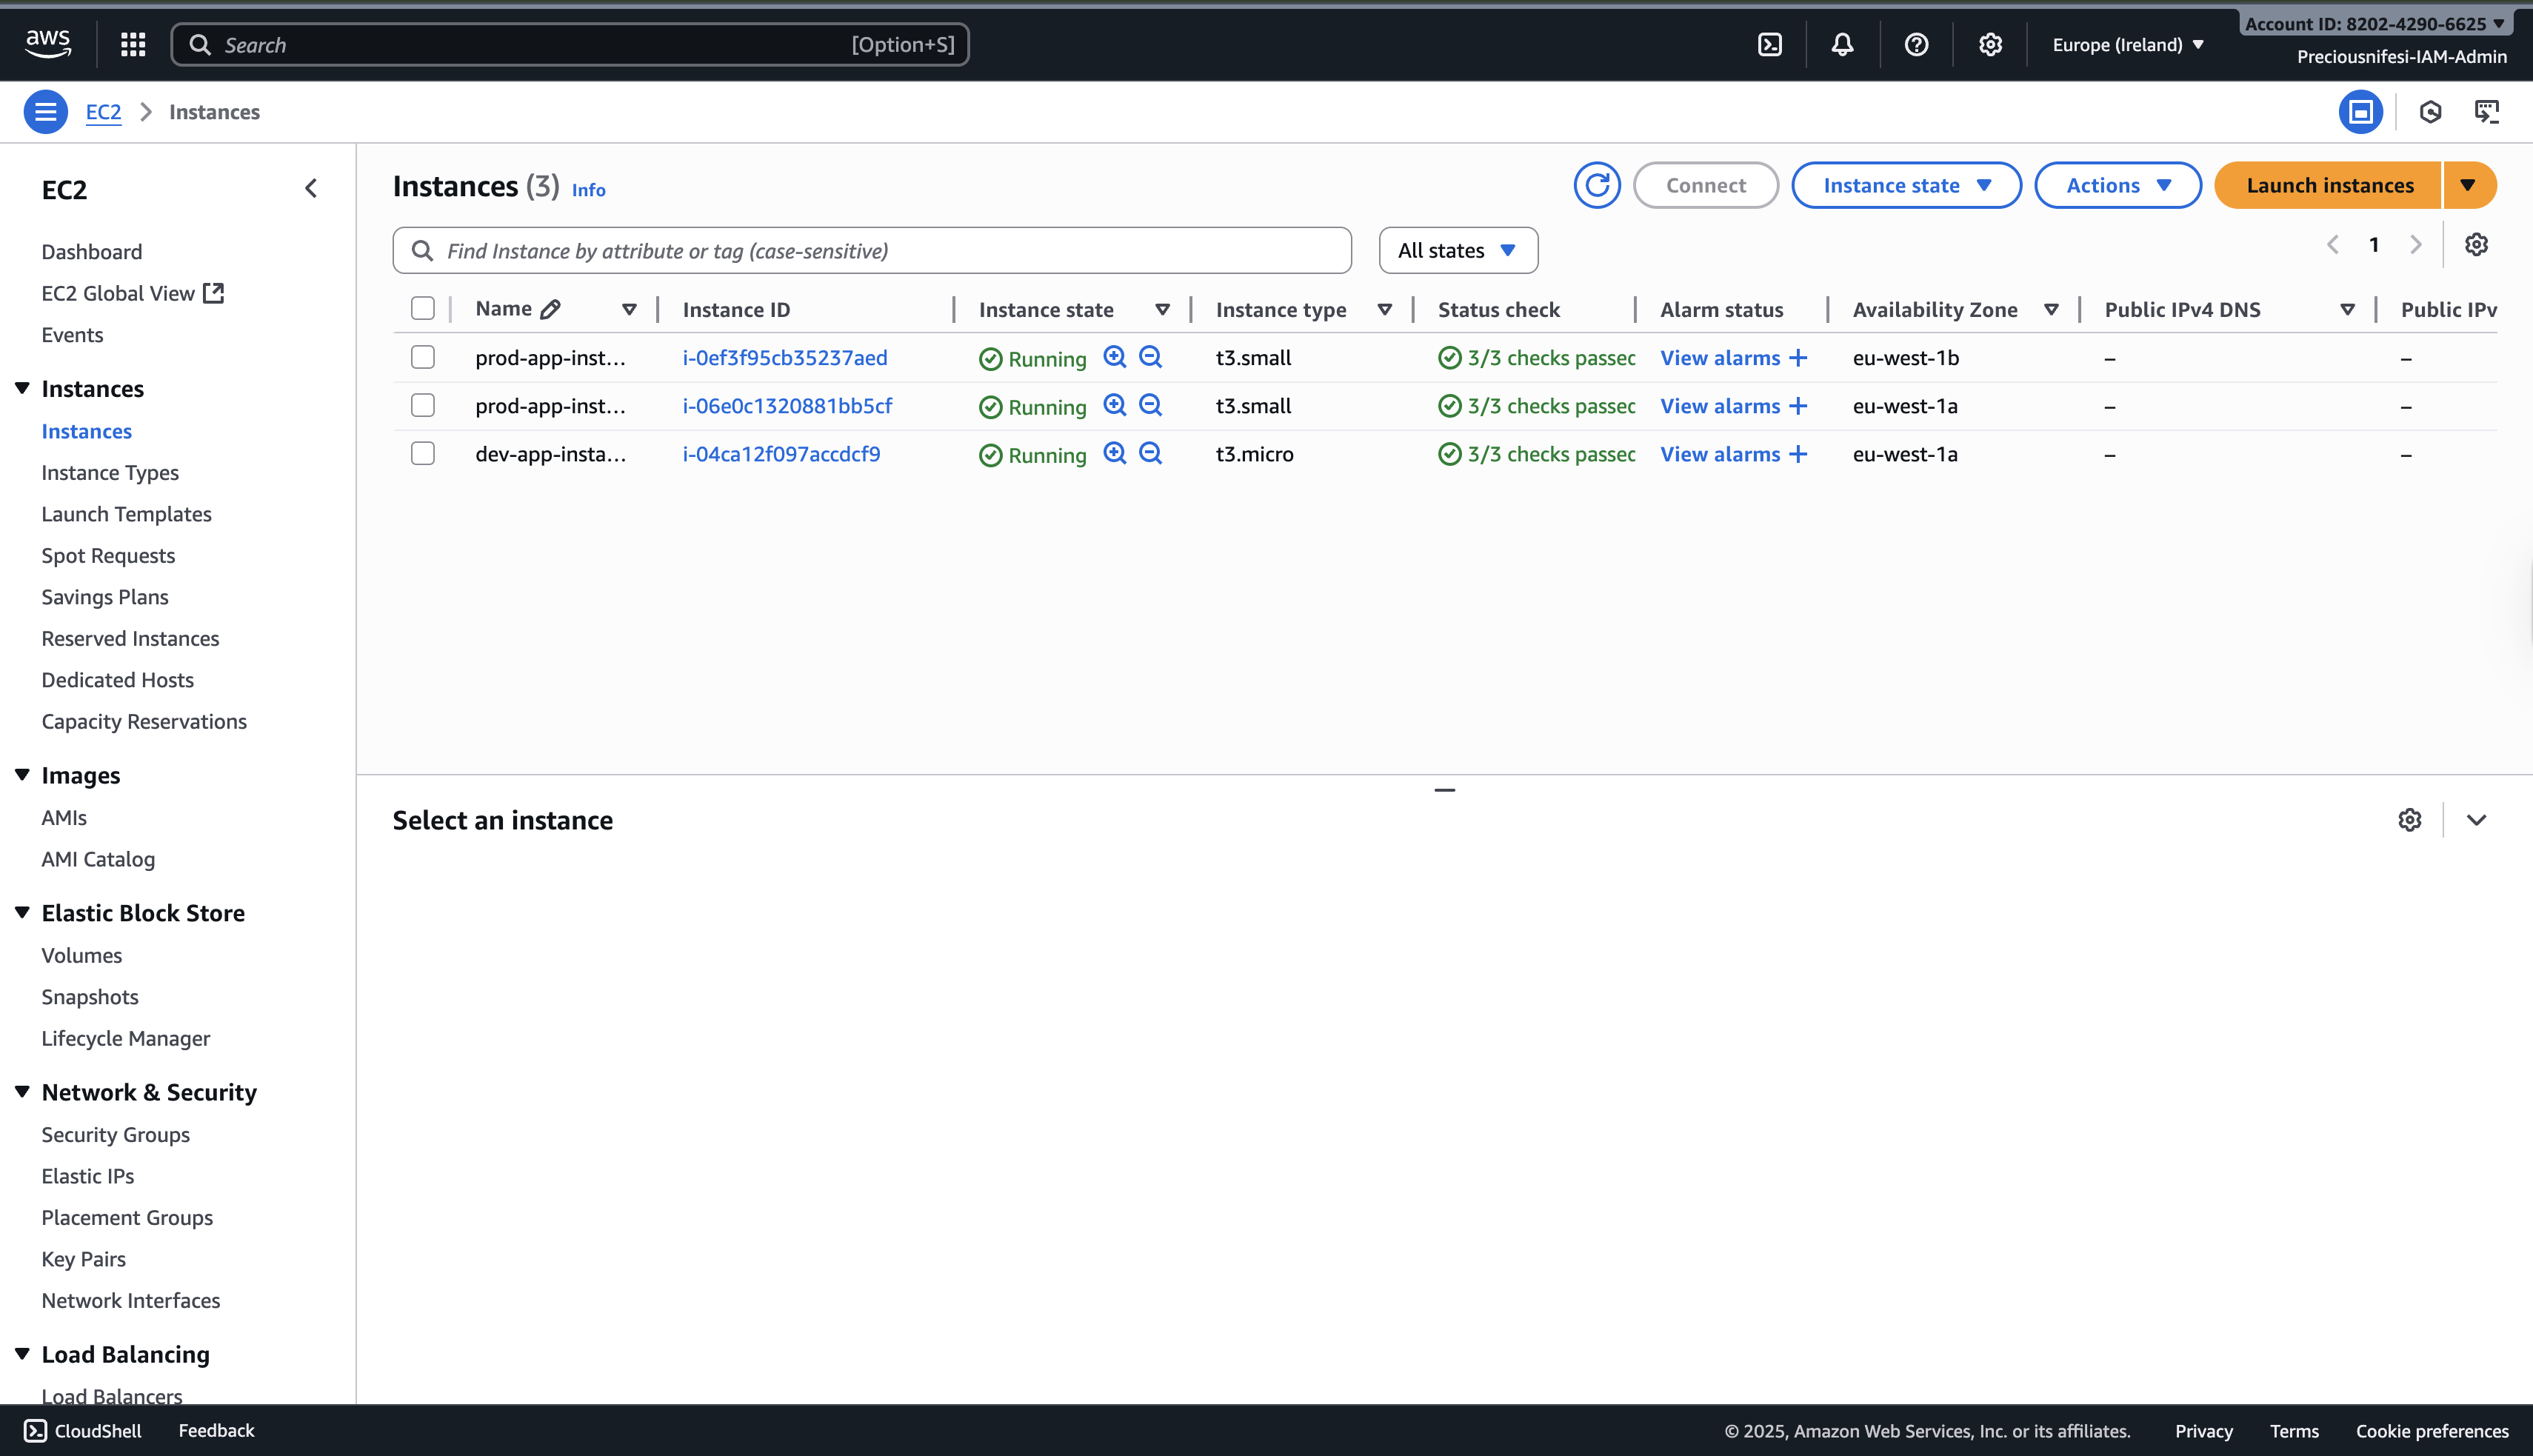 aws
Search [Option+S]
Europe (Ireland)
Account ID: 8202-4290-6625
Preciousnifesi-IAM-Admin
EC2 Instances
EC2
Dashboard
EC2 Global View
Events
Instances
Instances
Instance Types
Launch Templates
Spot Requests
Savings Plans
Reserved Instances
Dedicated Hosts
Capacity Reservations
Images
AMIs
AMI Catalog
Elastic Block Store
Volumes
Snapshots
Lifecycle Manager
Network & Security
Security Groups
Elastic IPs
Placement Groups
Key Pairs
Network Interfaces
Load Balancing
Load Balancers
Instances (3) Info
Connect Instance state Actions Launch instances
Find Instance by attribute or tag (case-sensitive) All states 1
Name Instance ID Instance state Instance type Status check Alarm status Availability Zone Public IPv4 DNS Public IPv
prod-app-inst… i-0ef3f95cb35237aed Running t3.small 3/3 checks passec View alarms + eu-west-1b – –
prod-app-inst… i-06e0c1320881bb5cf Running t3.small 3/3 checks passec View alarms + eu-west-1a – –
dev-app-insta… i-04ca12f097accdcf9 Running t3.micro 3/3 checks passec View alarms + eu-west-1a – –
Select an instance
CloudShell Feedback © 2025, Amazon Web Services, Inc. or its affiliates. Privacy Terms Cookie preferences